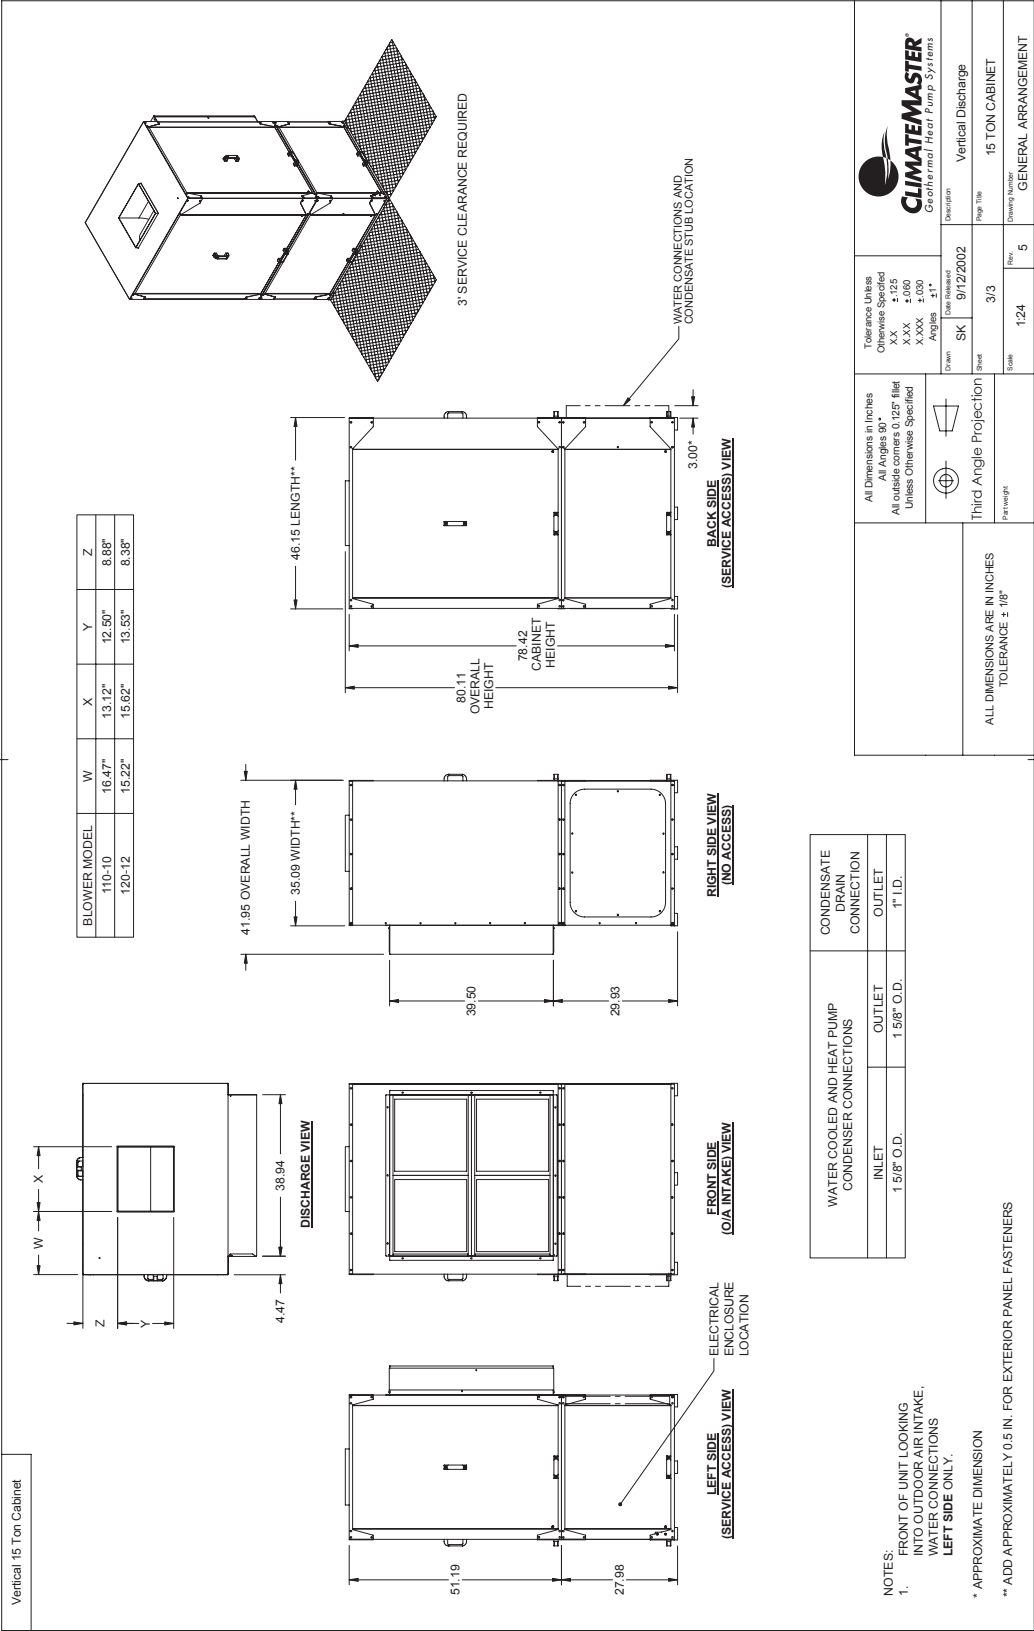 Vertical 15 Ton Cabinet
BLOWER MODEL W X Y Z
110-10 16.47" 13.12" 12.50" 8.88"
120-12 15.22" 15.62" 13.53" 8.38"
3' SERVICE CLEARANCE REQUIRED
W
X
Z
Y
4.47
38.94
DISCHARGE VIEW
41.95 OVERALL WIDTH
35.09 WIDTH**
46.15 LENGTH**
80.11
OVERALL
HEIGHT
78.42
CABINET
HEIGHT
51.19
27.98
39.50
29.93
3.00*
WATER CONNECTIONS AND
CONDENSATE STUB LOCATION
ELECTRICAL
ENCLOSURE
LOCATION
LEFT SIDE
(SERVICE ACCESS) VIEW
FRONT SIDE
(O/A INTAKE) VIEW
RIGHT SIDE VIEW
(NO ACCESS)
BACK SIDE
(SERVICE ACCESS) VIEW
WATER COOLED AND HEAT PUMP
CONDENSER CONNECTIONS
CONDENSATE
DRAIN
CONNECTION
INLET OUTLET OUTLET
1 5/8" O.D. 1 5/8" O.D. 1" I.D.
NOTES:
1. FRONT OF UNIT LOOKING
INTO OUTDOOR AIR INTAKE,
WATER CONNECTIONS
LEFT SIDE ONLY.
* APPROXIMATE DIMENSION
** ADD APPROXIMATELY 0.5 IN. FOR EXTERIOR PANEL FASTENERS
ALL DIMENSIONS ARE IN INCHES
TOLERANCE ± 1/8"
All Dimensions in Inches
All Angles 90°
All outside corners 0.125" fillet
Unless Otherwise Specified
Third Angle Projection
Part weight
Tolerance Unless
Otherwise Specified
X.X ±.125
X.XX ±.060
X.XXX ±.030
Angles ±1°
CLIMATEMASTER®
Geothermal Heat Pump Systems
Drawn
SK
Date Released
9/12/2002
Description
Vertical Discharge
Sheet
3/3
Page Title
15 TON CABINET
Scale
1:24
Rev.
5
Drawing Number
GENERAL ARRANGEMENT